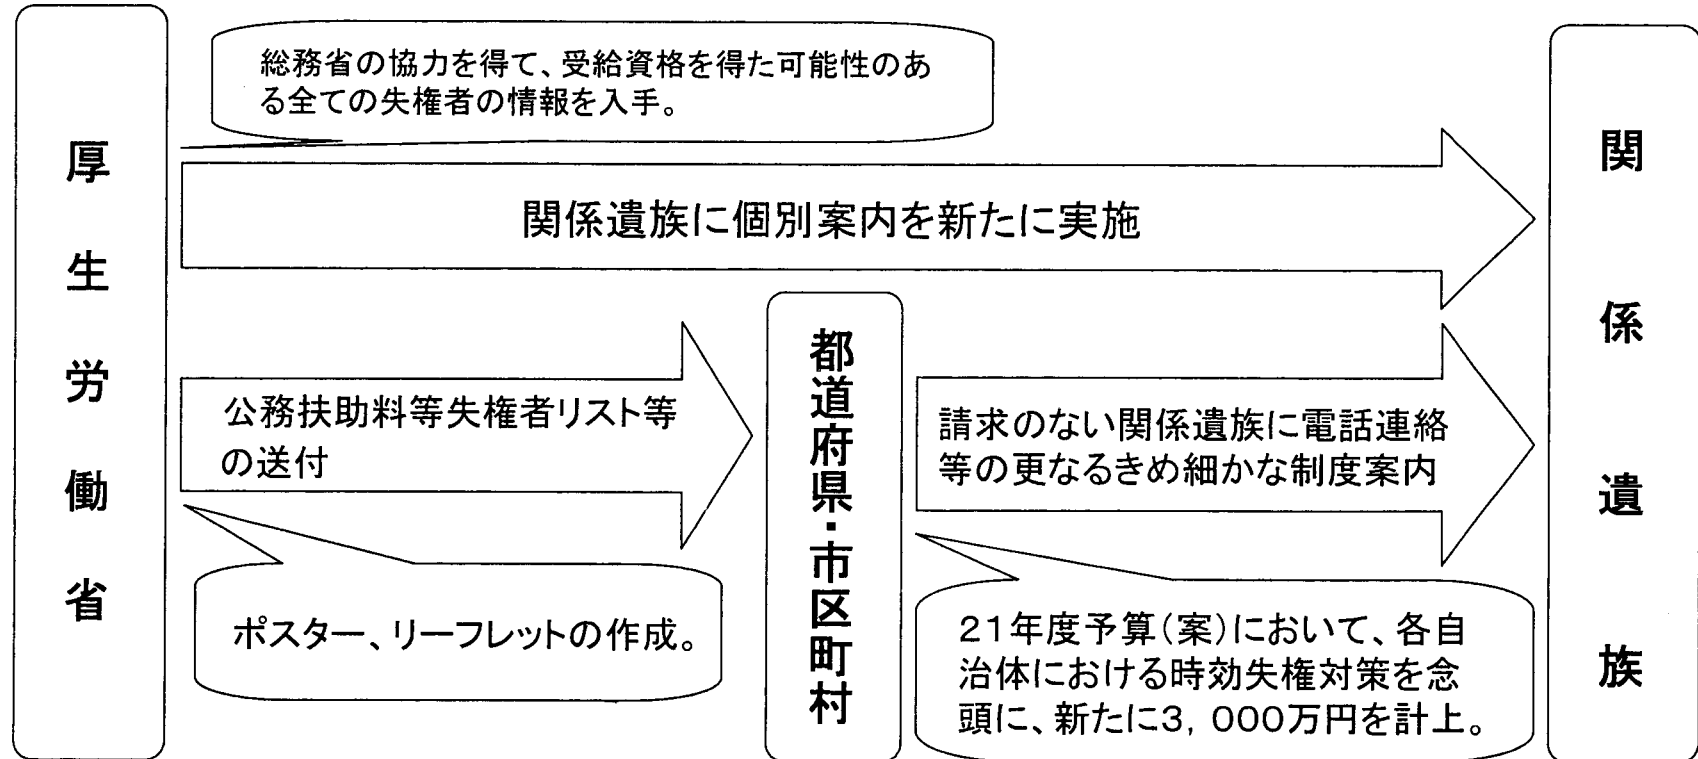 厚生労働省
総務省の協力を得て、受給資格を得た可能性のあ
る全ての失権者の情報を入手。
関係遺族に個別案内を新たに実施
公務扶助料等失権者リスト等
の送付
ポスター、リーフレットの作成。
都道府県・市区町村
請求のない関係遺族に電話連絡
等の更なるきめ細かな制度案内
21年度予算(案)において、各自
治体における時効失権対策を念
頭に、新たに3,000万円を計上。
関係遺族